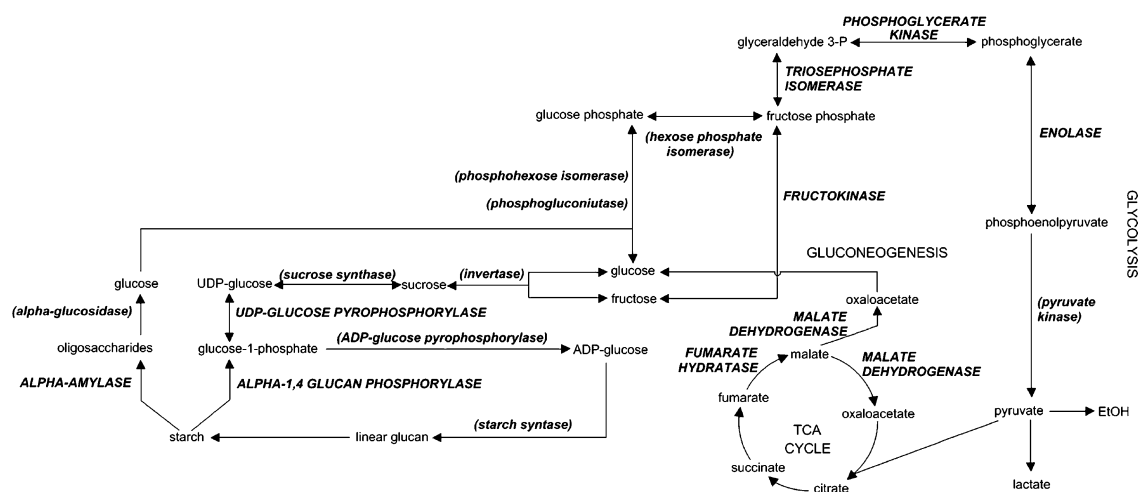 PHOSPHOGLYCERATE
KINASE
glyceraldehyde 3-P
phosphoglycerate
TRIOSEPHOSPHATE
ISOMERASE
glucose phosphate
fructose phosphate
(hexose phosphate
isomerase)
ENOLASE
(phosphohexose isomerase)
(phosphogluconiutase)
FRUCTOKINASE
GLYCOLYSIS
phosphoenolpyruvate
GLUCONEOGENESIS
glucose
UDP-glucose
(sucrose synthase)
sucrose
(invertase)
glucose
fructose
oxaloacetate
(alpha-glucosidase)
UDP-GLUCOSE PYROPHOSPHORYLASE
(pyruvate
kinase)
MALATE
DEHYDROGENASE
oligosaccharides
glucose-1-phosphate
(ADP-glucose pyrophosphorylase)
ADP-glucose
FUMARATE
HYDRATASE
malate
MALATE
DEHYDROGENASE
ALPHA-AMYLASE
ALPHA-1,4 GLUCAN PHOSPHORYLASE
fumarate
oxaloacetate
pyruvate
EtOH
starch
linear glucan
(starch syntase)
TCA
CYCLE
succinate
citrate
lactate